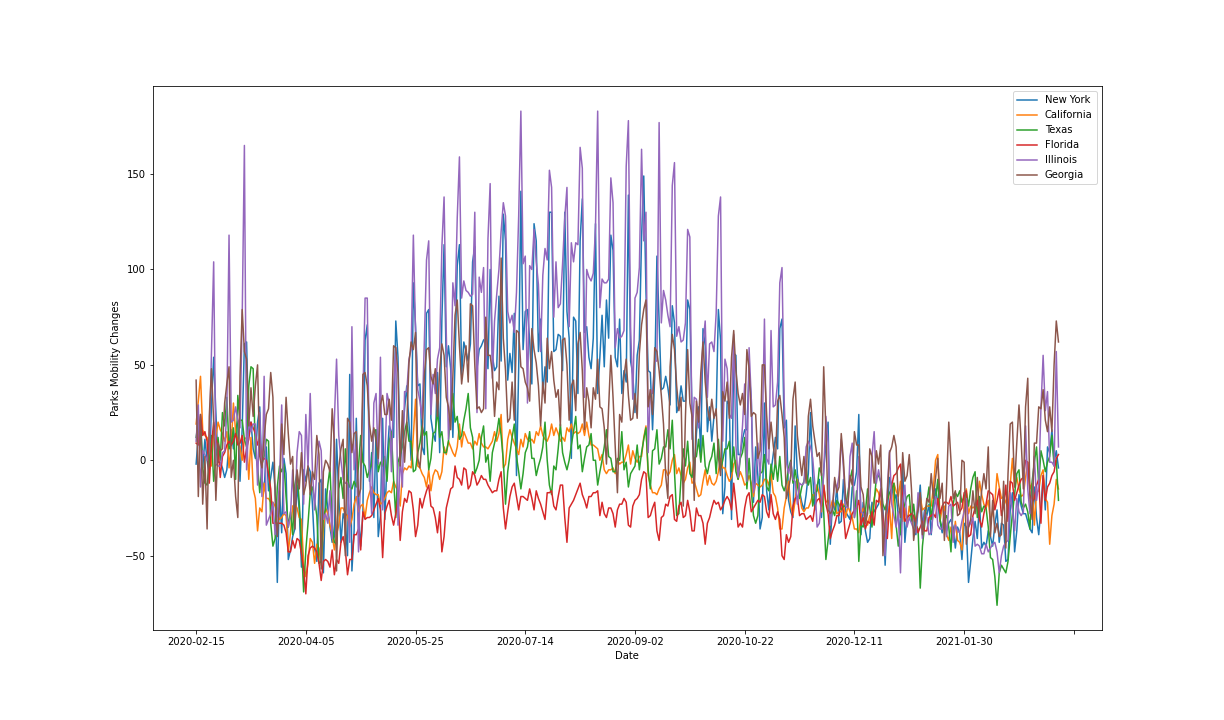 New York
California
Texas
Florida
Illinois
Georgia
150
100
50
0
−50
Parks Mobility Changes
2020-02-15 2020-04-05 2020-05-25 2020-07-14 2020-09-02 2020-10-22 2020-12-11 2021-01-30
Date